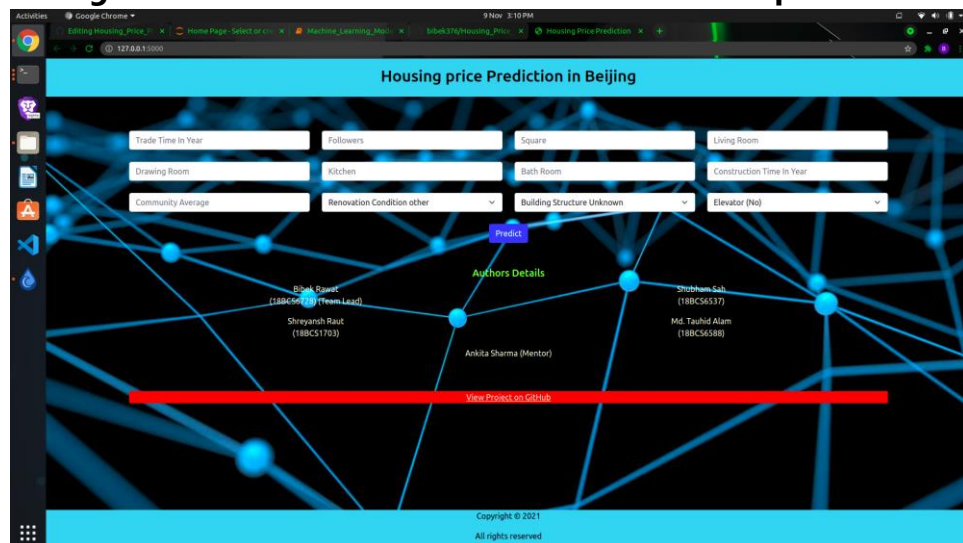 Activities Google Chrome 9 Nov 3:10 PM
Editing Housing_Price_P × Home Page - Select or cre × Machine_Learning_Mode × bibek376/Housing_Price × Housing Price Prediction × +
127.0.0.1:5000
Housing price Prediction in Beijing
Trade Time In Year Followers Square Living Room
Drawing Room Kitchen Bath Room Construction Time In Year
Community Average Renovation Condition other Building Structure Unknown Elevator (No)
Predict
Authors Details
Bibek Rawat Shubham Sah
(18BCS6728) (Team Lead) (18BCS6537)
Shreyansh Raut Md. Tauhid Alam
(18BCS1703) (18BCS6588)
Ankita Sharma (Mentor)
View Project on GitHub
Copyright © 2021
All rights reserved